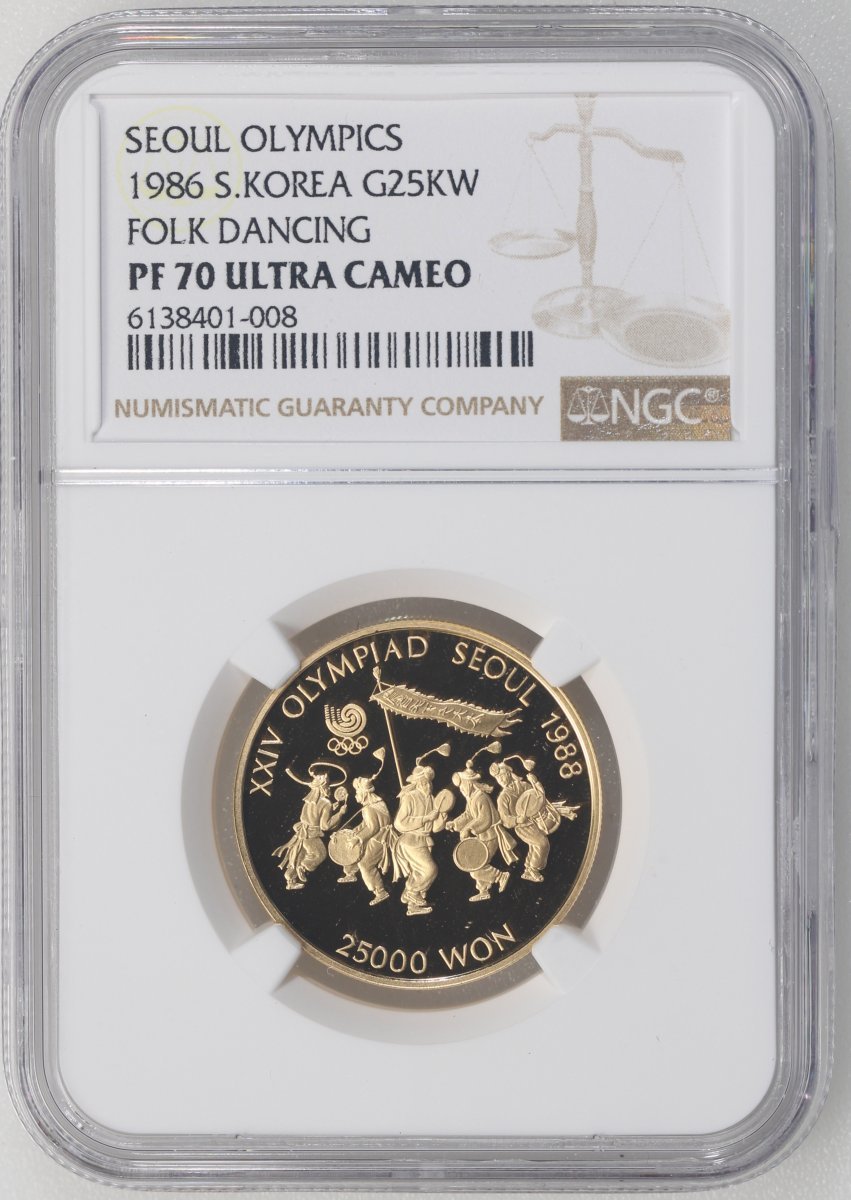 SEOUL OLYMPICS
1986 S.KOREA G25KW
FOLK DANCING
PF 70 ULTRA CAMEO
6138401-008
NUMISMATIC GUARANTY COMPANY
NGC®
XXIV OLYMPIAD SEOUL 1988
25000 WON